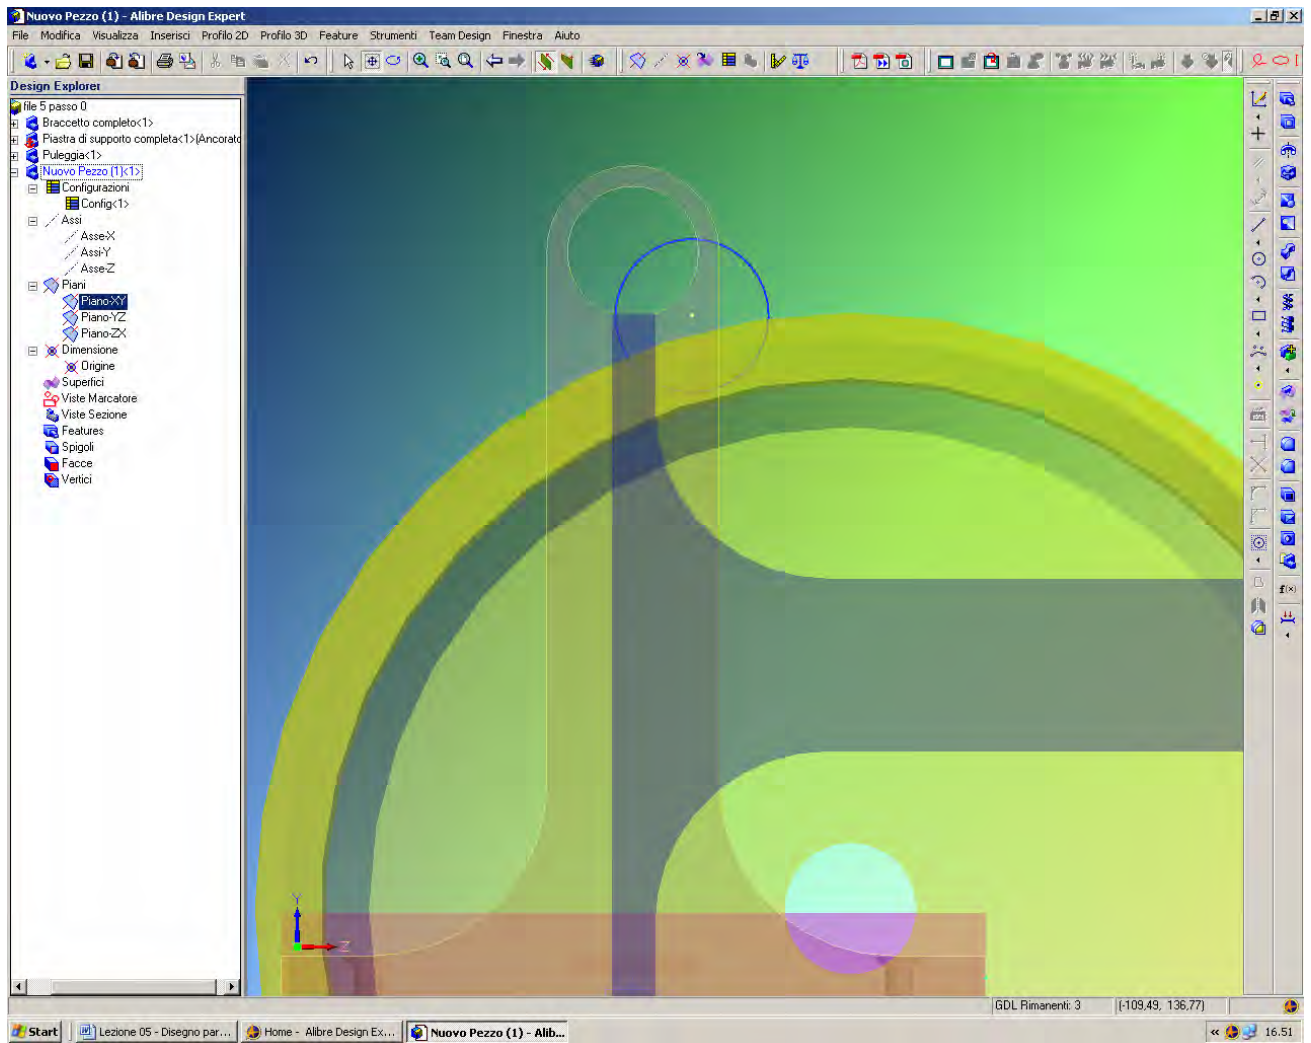 Nuovo Pezzo (1) - Alibre Design Expert
File Modifica Visualizza Inserisci Profilo 2D Profilo 3D Feature Strumenti Team Design Finestra Aiuto
Design Explorer
file 5 passo 0
Braccetto completo<1>
Piastra di supporto completa<1>(Ancorato
Puleggia<1>
Nuovo Pezzo (1)<1>
Configurazioni
Config<1>
Assi
Asse-X
Assi-Y
Asse-Z
Piani
Piano-XY
Piano-YZ
Piano-ZX
Dimensione
Origine
Superfici
Viste Marcatore
Viste Sezione
Features
Spigoli
Facce
Vertici
f(x)
Y
Z
GDL Rimanenti: 3 (-109,49, 136,77)
Start Lezione 05 - Disegno par... Home - Alibre Design Ex... Nuovo Pezzo (1) - Alib... « 16.51